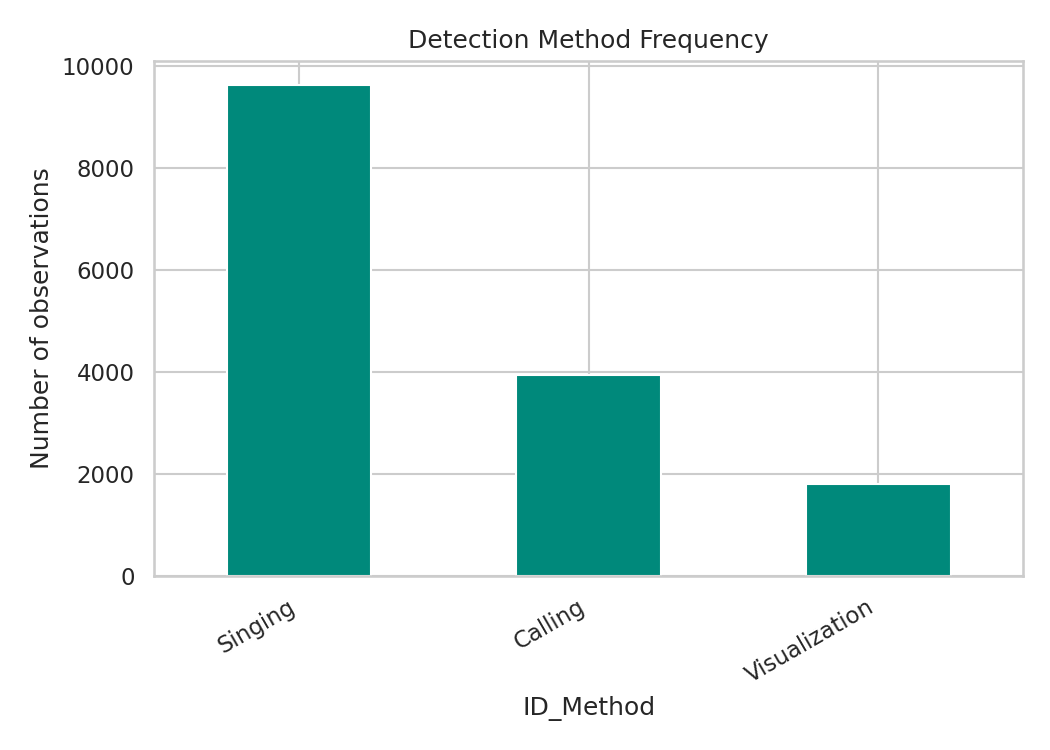 Detection Method Frequency
Number of observations
10000
8000
6000
4000
2000
0
Singing
Calling
Visualization
ID_Method